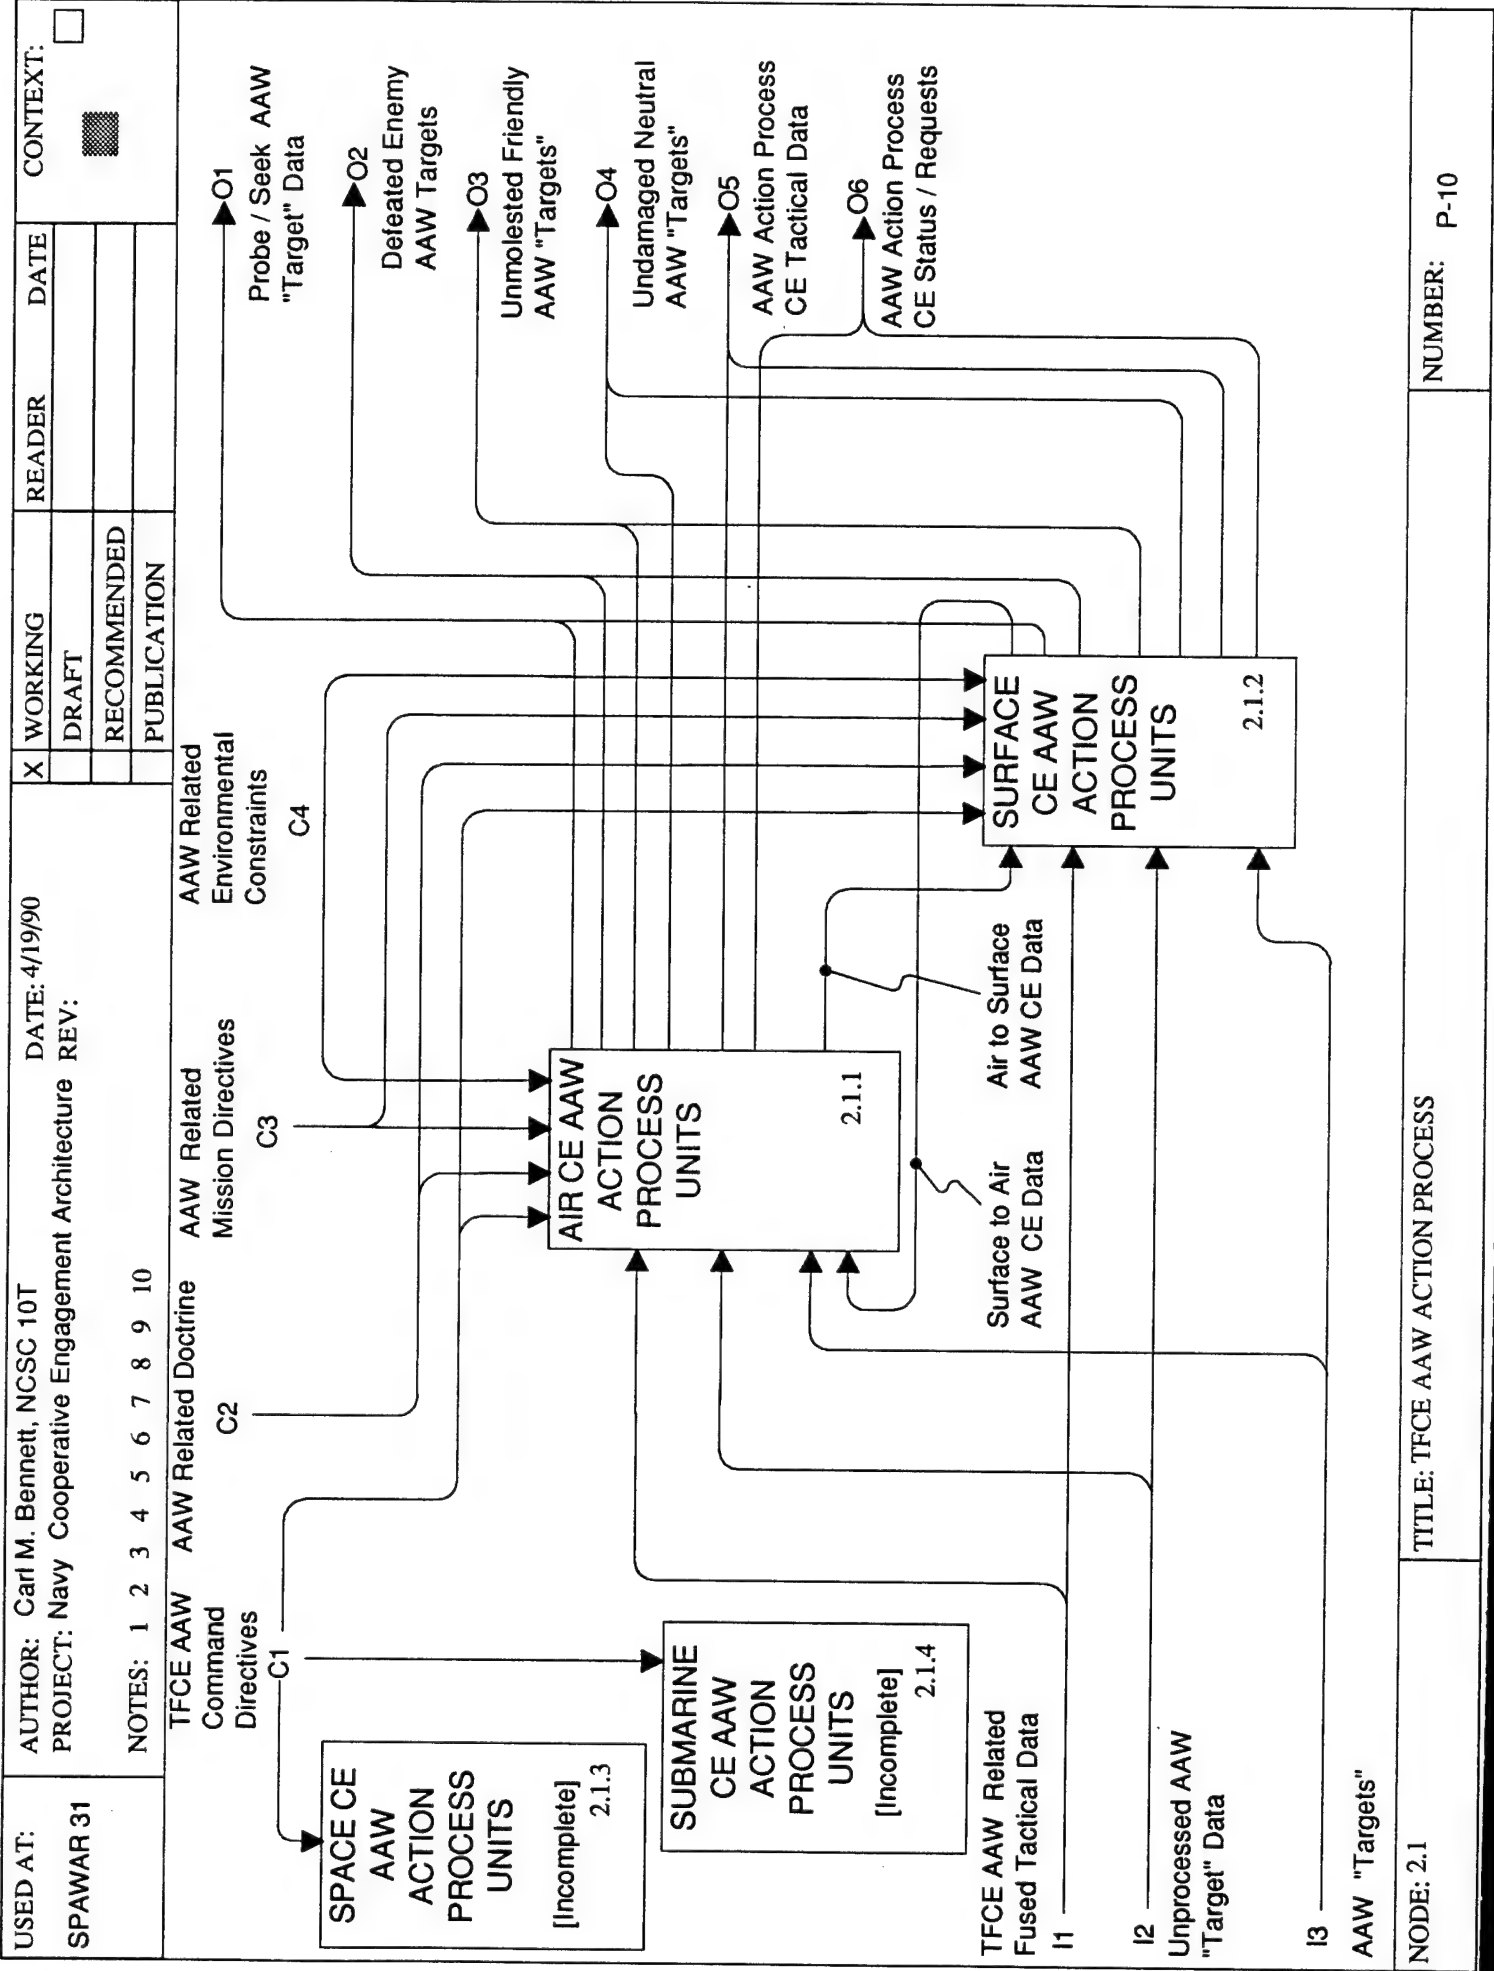 USED AT:
SPAWAR 31
AUTHOR: Carl M. Bennett, NCSC 10T
DATE: 4/19/90
PROJECT: Navy Cooperative Engagement Architecture
REV:
NOTES: 1 2 3 4 5 6 7 8 9 10
X WORKING
DRAFT
RECOMMENDED
PUBLICATION
READER DATE
CONTEXT:
TFCE AAW
Command
Directives
C1
AAW Related Doctrine
C2
AAW Related
Mission Directives
C3
AAW Related
Environmental
Constraints
C4
SPACE CE
AAW
ACTION
PROCESS
UNITS
[Incomplete]
2.1.3
SUBMARINE
CE AAW
ACTION
PROCESS
UNITS
[Incomplete]
2.1.4
AIR CE AAW
ACTION
PROCESS
UNITS
2.1.1
SURFACE
CE AAW
ACTION
PROCESS
UNITS
2.1.2
Surface to Air
AAW CE Data
Air to Surface
AAW CE Data
O1
Probe / Seek AAW
"Target" Data
O2
Defeated Enemy
AAW Targets
O3
Unmolested Friendly
AAW "Targets"
O4
Undamaged Neutral
AAW "Targets"
O5
AAW Action Process
CE Tactical Data
O6
AAW Action Process
CE Status / Requests
TFCE AAW Related
Fused Tactical Data
I1
I2
Unprocessed AAW
"Target" Data
I3
AAW "Targets"
NODE: 2.1
TITLE: TFCE AAW ACTION PROCESS
NUMBER: P-10